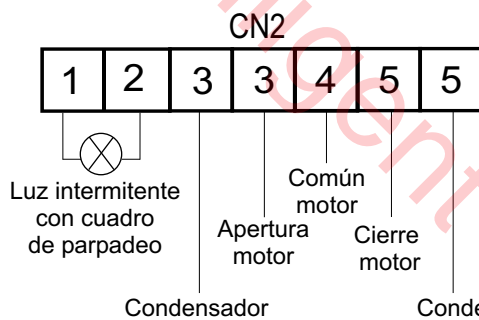 CN2
1 2 3 3 4 5 5
Luz intermitente
con cuadro
de parpadeo
Común
motor
Apertura
motor
Cierre
motor
Condensador